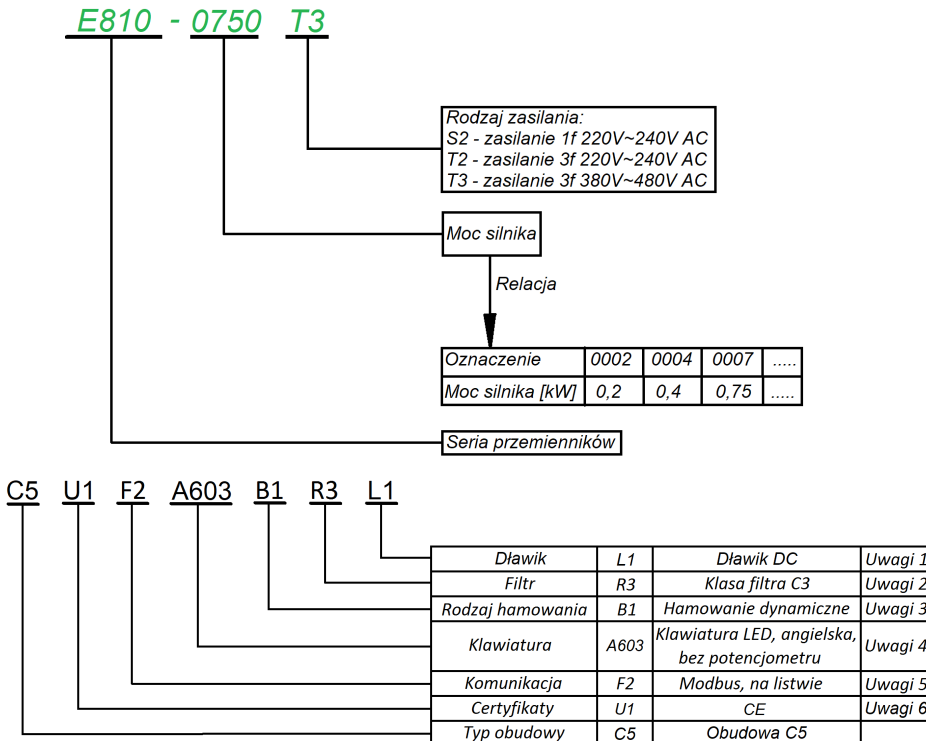 E810 - 0750 T3
Rodzaj zasilania:
S2 - zasilanie 1f 220V~240V AC
T2 - zasilanie 3f 220V~240V AC
T3 - zasilanie 3f 380V~480V AC
Moc silnika
Relacja
Oznaczenie 0002 0004 0007 .....
Moc silnika [kW] 0,2 0,4 0,75 .....
Seria przemienników
C5 U1 F2 A603 B1 R3 L1
Dławik L1 Dławik DC Uwagi 1
Filtr R3 Klasa filtra C3 Uwagi 2
Rodzaj hamowania B1 Hamowanie dynamiczne Uwagi 3
Klawiatura A603 Klawiatura LED, angielska, Uwagi 4
bez potencjometru
Komunikacja F2 Modbus, na listwie Uwagi 5
Certyfikaty U1 CE Uwagi 6
Typ obudowy C5 Obudowa C5